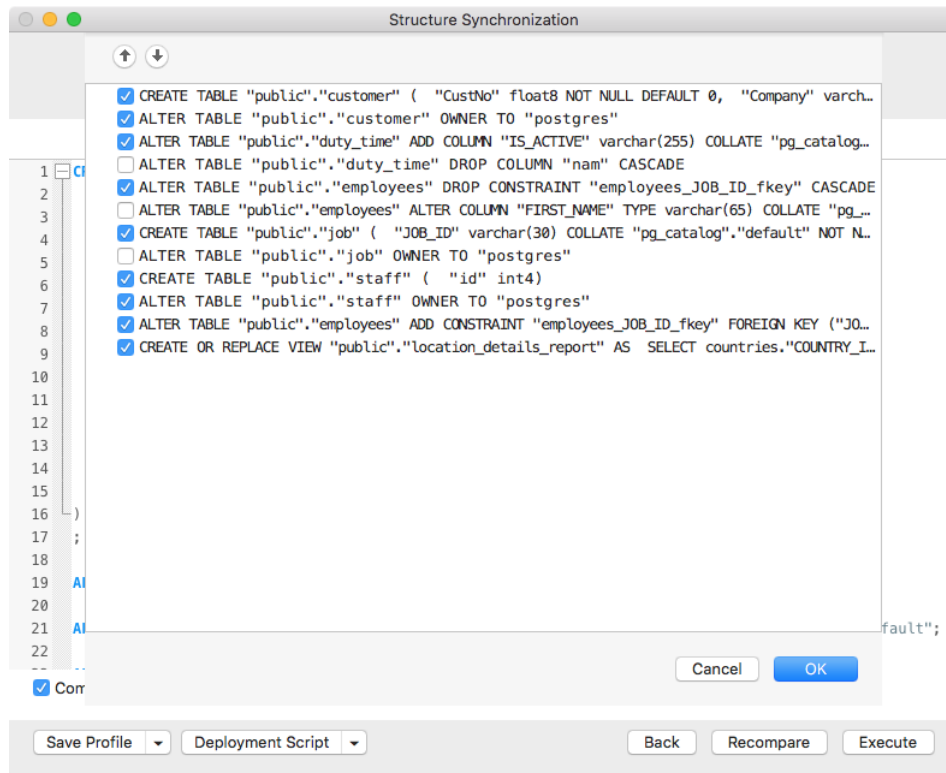 Structure Synchronization
CREATE TABLE "public"."customer" (  "CustNo" float8 NOT NULL DEFAULT 0,  "Company" varch…
ALTER TABLE "public"."customer" OWNER TO "postgres"
ALTER TABLE "public"."duty_time" ADD COLUMN "IS_ACTIVE" varchar(255) COLLATE "pg_catalog…
ALTER TABLE "public"."duty_time" DROP COLUMN "nam" CASCADE
ALTER TABLE "public"."employees" DROP CONSTRAINT "employees_JOB_ID_fkey" CASCADE
ALTER TABLE "public"."employees" ALTER COLUMN "FIRST_NAME" TYPE varchar(65) COLLATE "pg_…
CREATE TABLE "public"."job" (  "JOB_ID" varchar(30) COLLATE "pg_catalog"."default" NOT N…
ALTER TABLE "public"."job" OWNER TO "postgres"
CREATE TABLE "public"."staff" (  "id" int4)
ALTER TABLE "public"."staff" OWNER TO "postgres"
ALTER TABLE "public"."employees" ADD CONSTRAINT "employees_JOB_ID_fkey" FOREIGN KEY ("JO…
CREATE OR REPLACE VIEW "public"."location_details_report" AS  SELECT countries."COUNTRY_I…
1
2
3
4
5
6
7
8
9
10
11
12
13
14
15
16 )
17 ;
18
19
20
21 fault";
22
Cancel OK
Com
Save Profile Deployment Script Back Recompare Execute